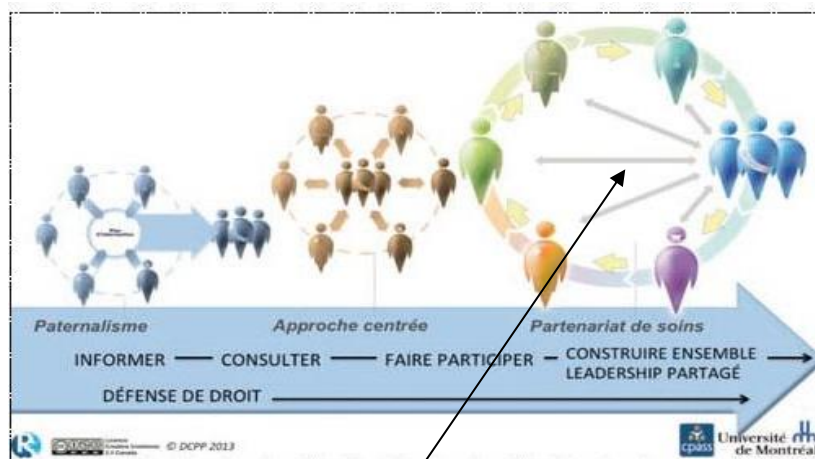 Paternalisme
Approche centrée
Partenariat de soins
INFORMER
CONSULTER
FAIRE PARTICIPER
CONSTRUIRE ENSEMBLE
LEADERSHIP PARTAGÉ
DÉFENSE DE DROIT
© DCPP 2013
cpass
Université
de Montréal